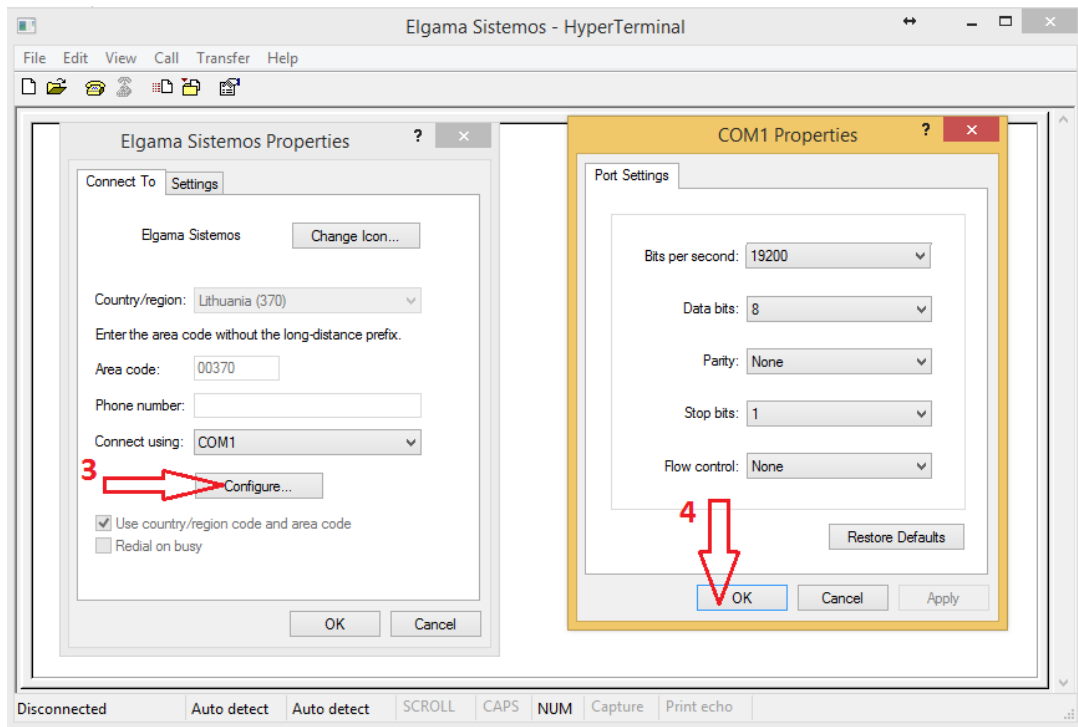 Elgama Sistemos - HyperTerminal
File Edit View Call Transfer Help
Elgama Sistemos Properties ?
Connect To Settings
Elgama Sistemos Change Icon...
Country/region: Lithuania (370)
Enter the area code without the long-distance prefix.
Area code: 00370
Phone number:
Connect using: COM1
3
Configure...
Use country/region code and area code
Redial on busy
OK Cancel
COM1 Properties ?
Port Settings
Bits per second: 19200
Data bits: 8
Parity: None
Stop bits: 1
Flow control: None
4
Restore Defaults
OK Cancel Apply
Disconnected Auto detect Auto detect SCROLL CAPS NUM Capture Print echo